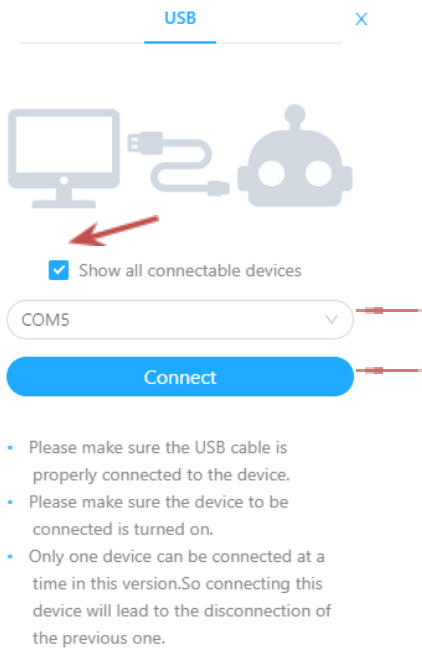 USB
X
Show all connectable devices
COM5
Connect
Please make sure the USB cable is
properly connected to the device.
Please make sure the device to be
connected is turned on.
Only one device can be connected at a
time in this version.So connecting this
device will lead to the disconnection of
the previous one.